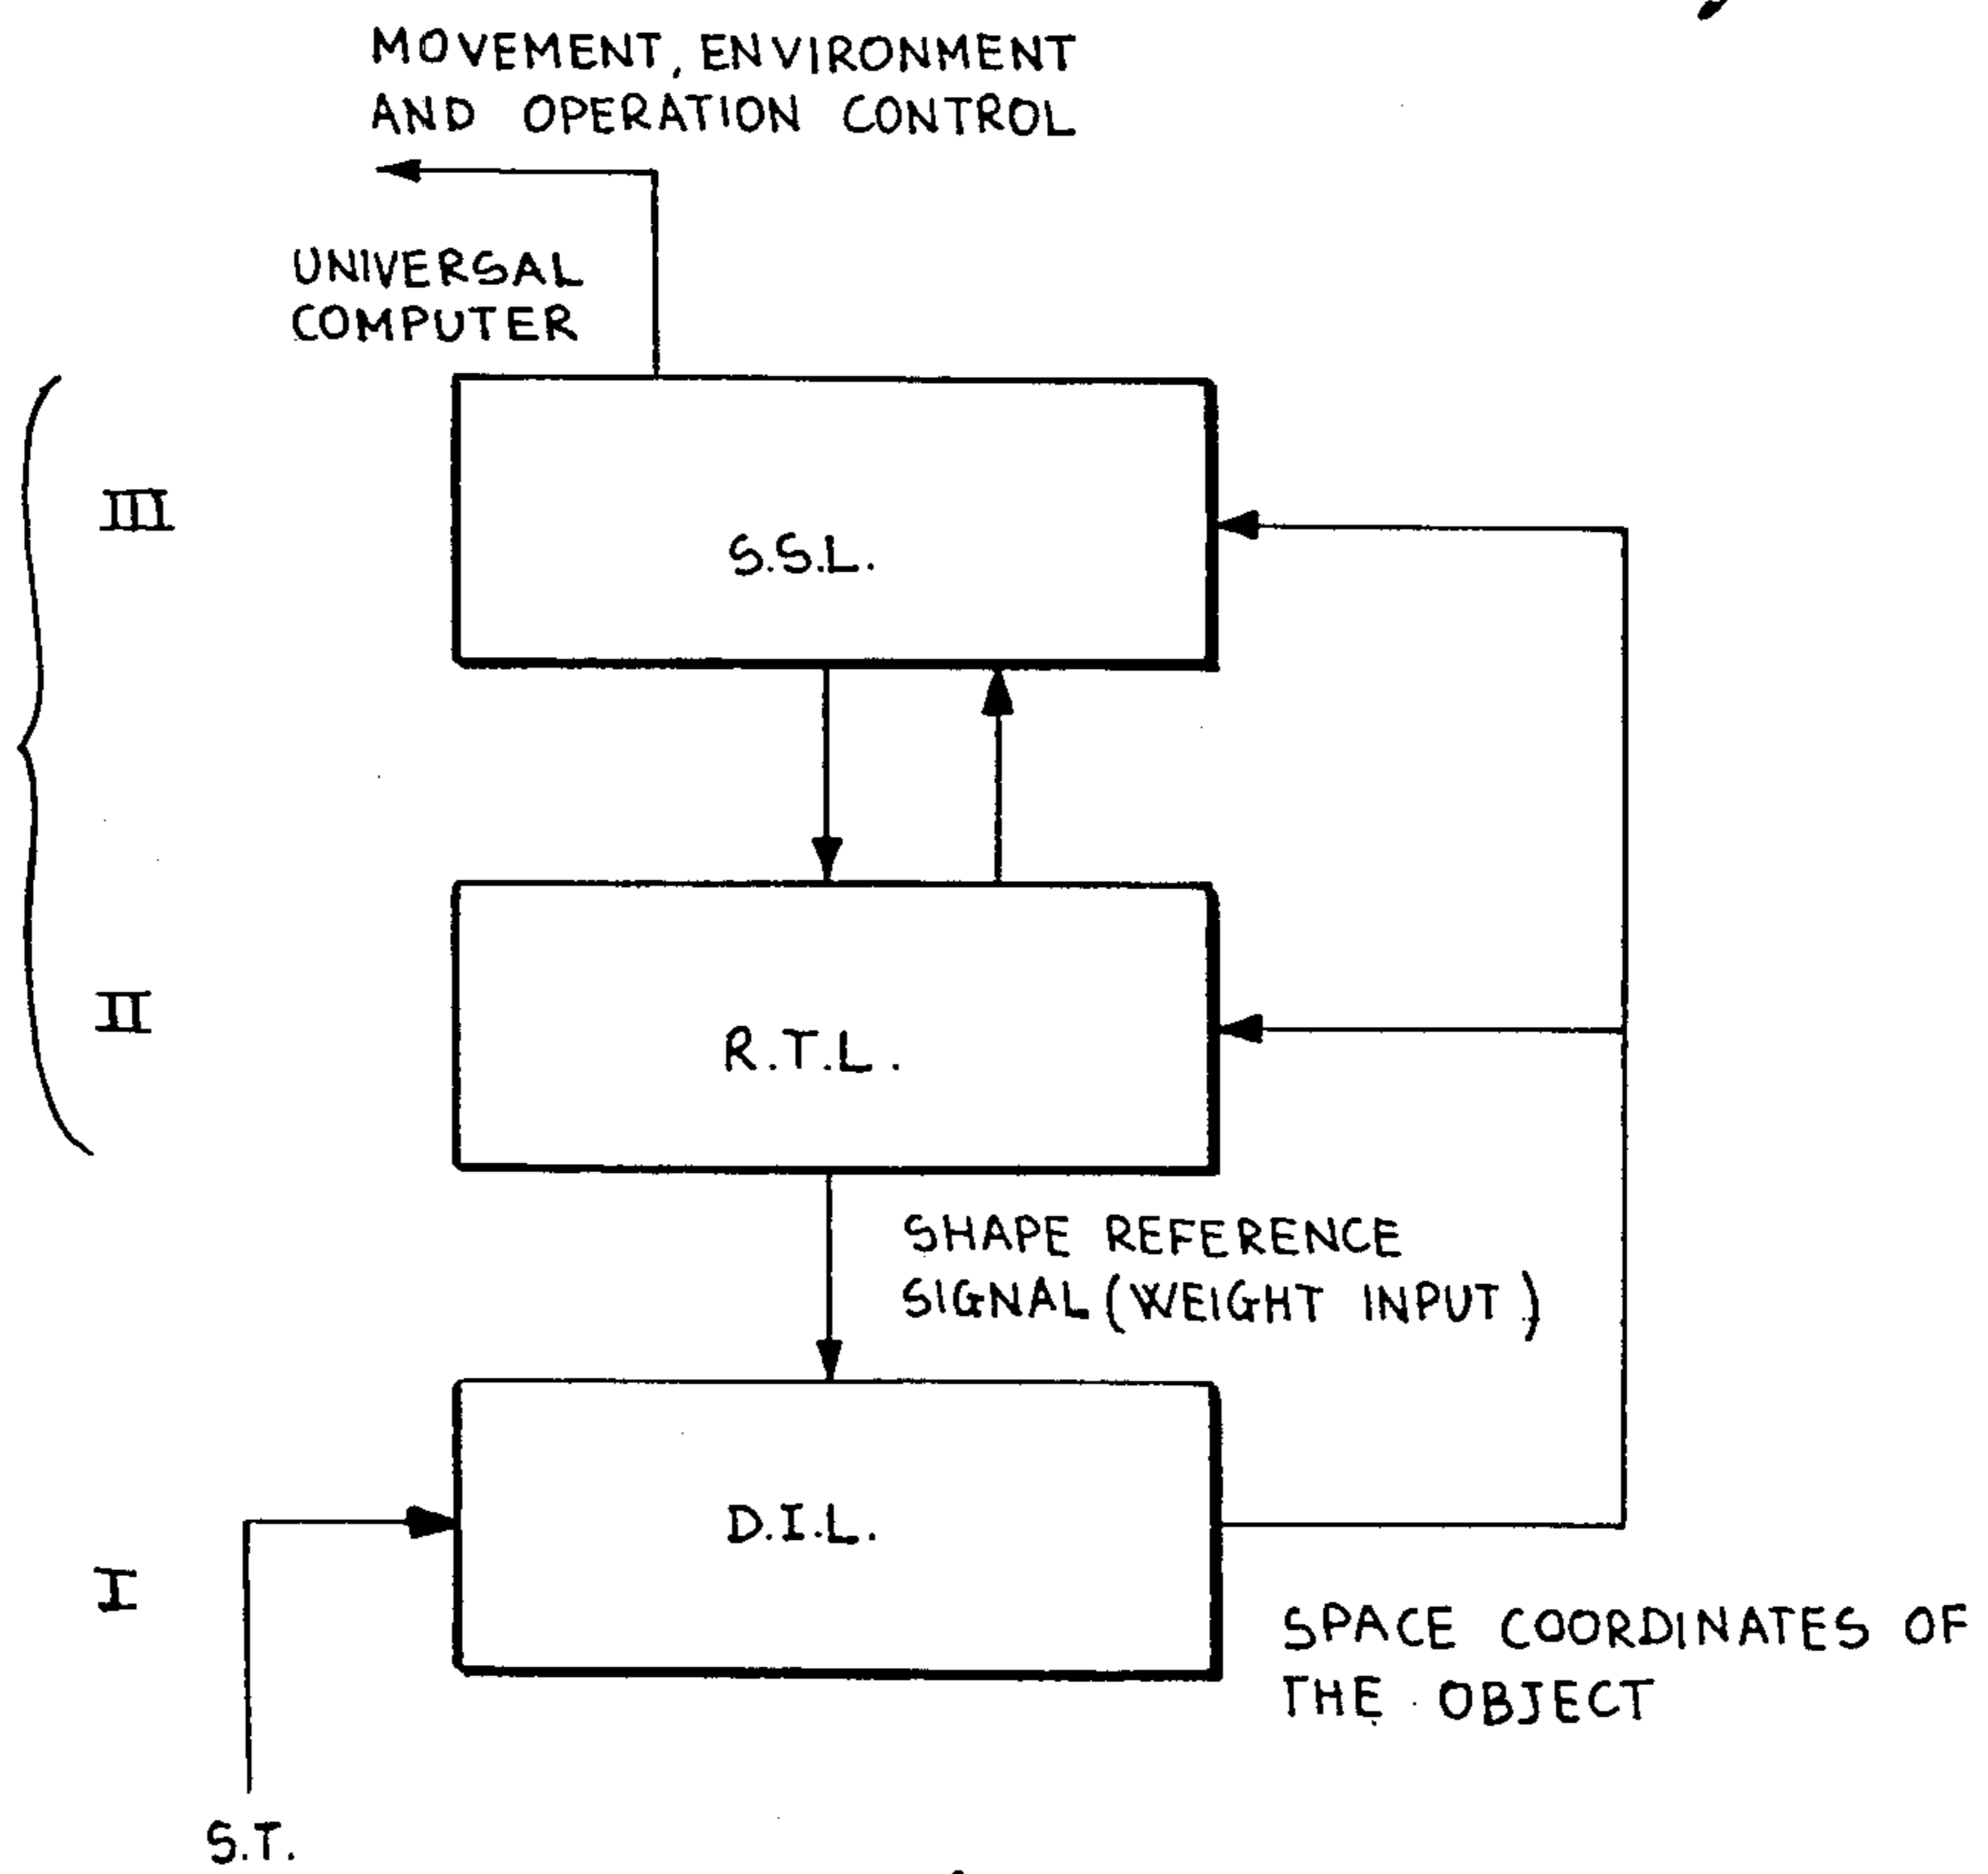 MOVEMENT, ENVIRONMENT
AND OPERATION CONTROL
UNIVERSAL
COMPUTER
III
S.S.L.
II
R.T.L.
SHAPE REFERENCE
SIGNAL (WEIGHT INPUT)
D.I.L.
I
SPACE COORDINATES OF
THE OBJECT
S.T.